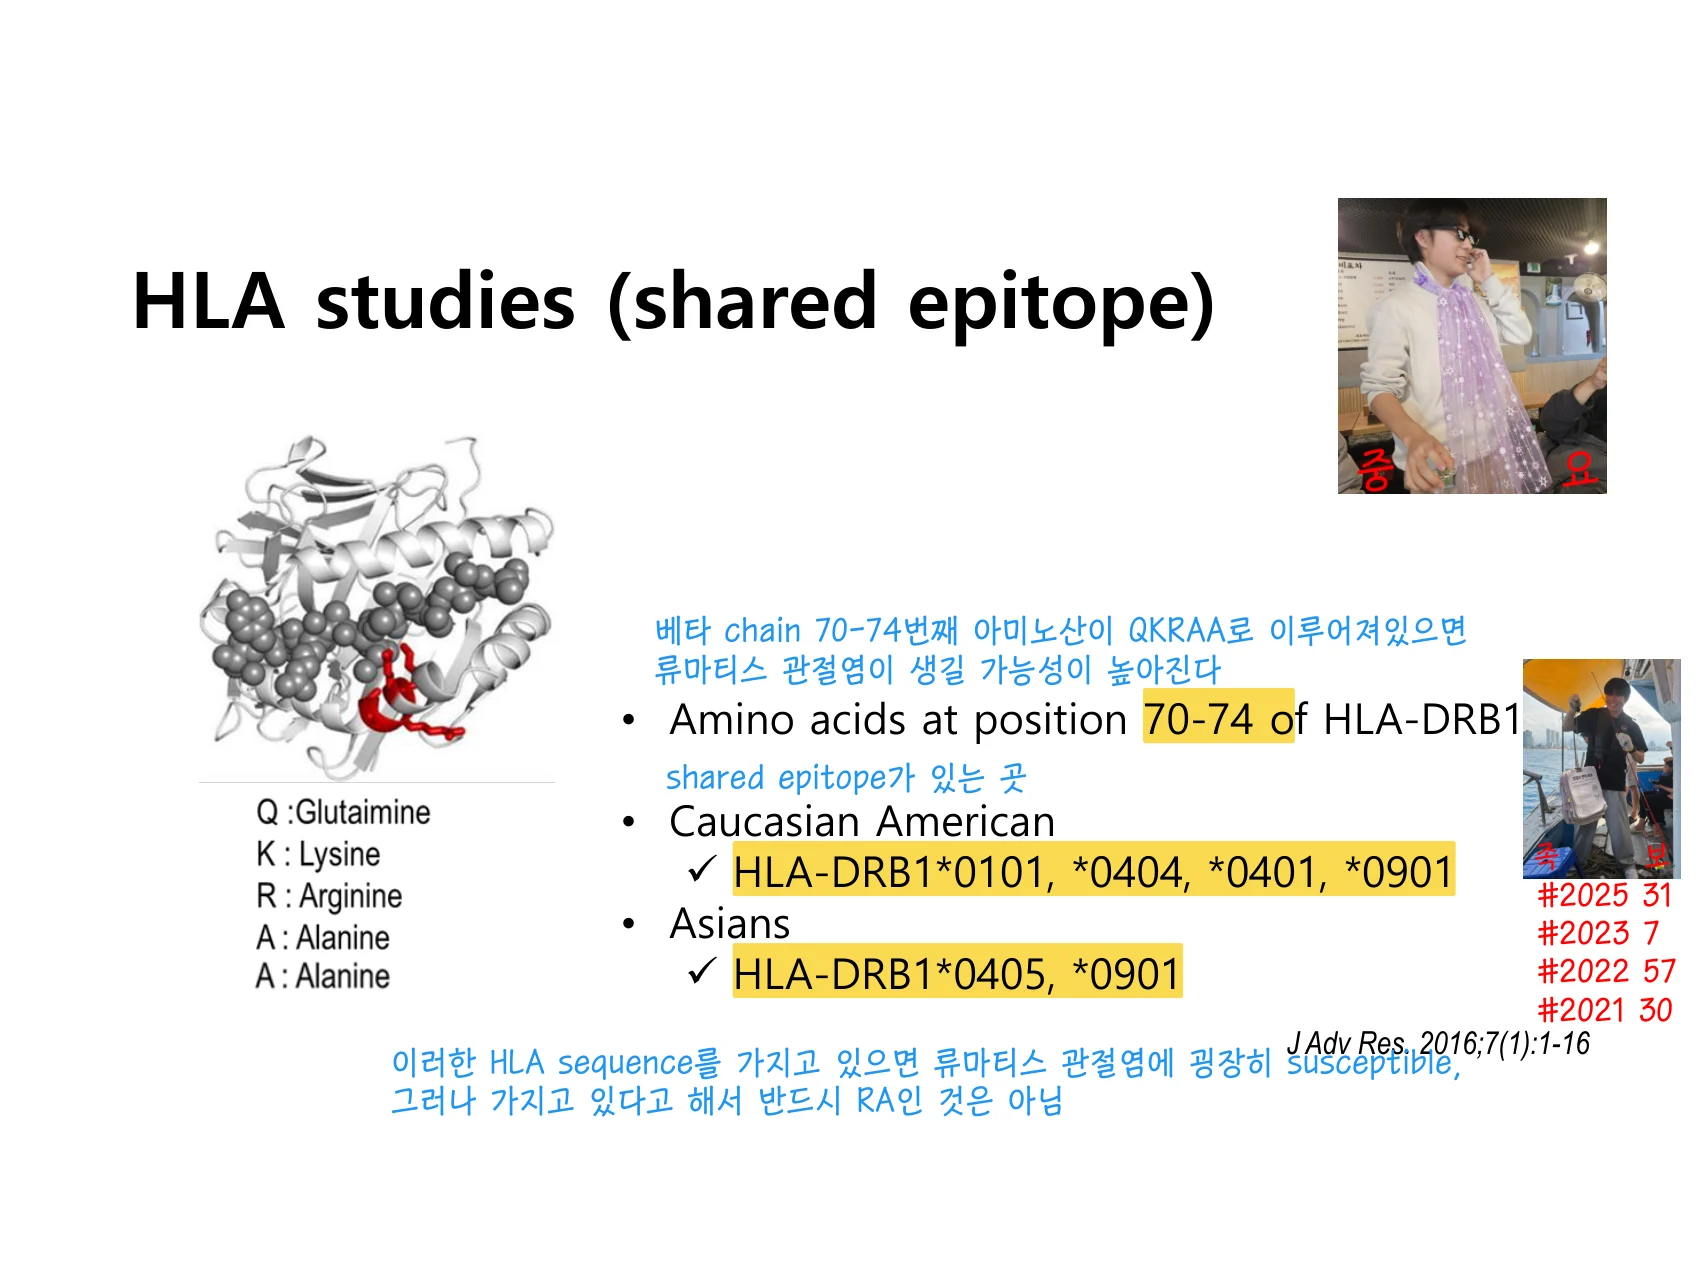 HLA studies (shared epitope)
중 요
베타 chain 70-74번째 아미노산이 QKRAA로 이루어져있으면
류마티스 관절염이 생길 가능성이 높아진다
• Amino acids at position 70-74 of HLA-DRB1
shared epitope가 있는 곳
• Caucasian American
✓ HLA-DRB1*0101, *0404, *0401, *0901
• Asians
✓ HLA-DRB1*0405, *0901
Q :Glutaimine
K : Lysine
R : Arginine
A : Alanine
A : Alanine
족 보
#2025 31
#2023 7
#2022 57
#2021 30
J Adv Res. 2016;7(1):1-16
이러한 HLA sequence를 가지고 있으면 류마티스 관절염에 굉장히 susceptible,
그러나 가지고 있다고 해서 반드시 RA인 것은 아님